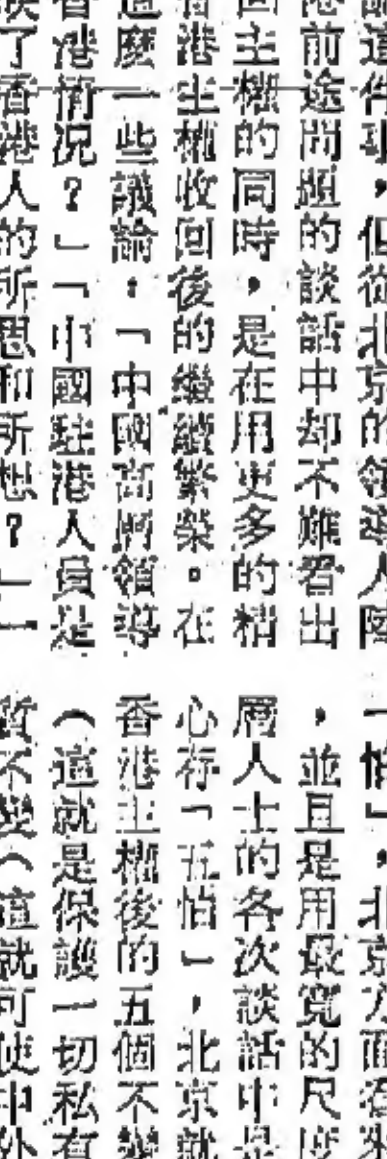 這件事，但從北京的領導人陸
港前途問題的談話中却不難看出
回主權的同時，是在用更多的精
香港主權收回後的繼續繁榮。在
這麼一些議論：「中國高層領導
香港情况？」「中國駐港人員是
了香港人的所思和所想？」「
一怕」，北京方面
，並且是用最寬的尺度
層人士的各次談話中是
心存「五怕」，北京就
香港主權後的五個不變
（這就是保護一切私有
質不變（這就可使中外